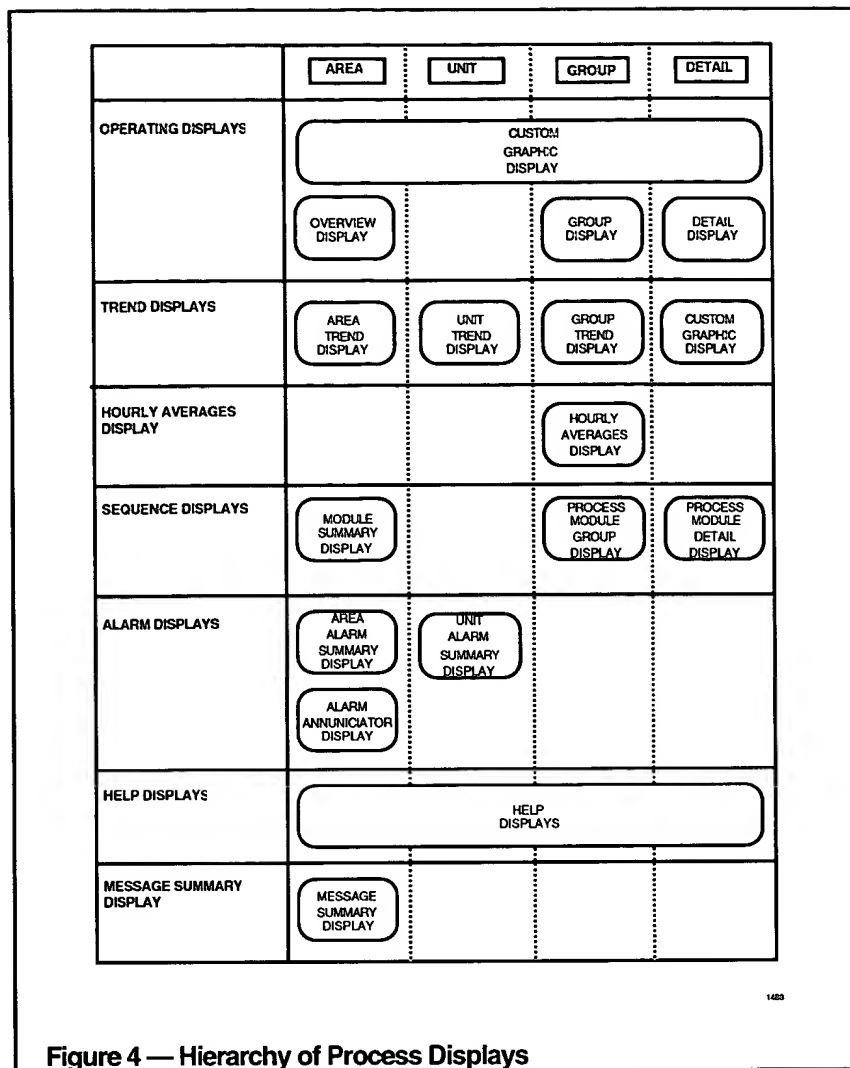 AREA UNIT GROUP DETAIL
OPERATING DISPLAYS
CUSTOM
GRAPHIC
DISPLAY
OVERVIEW
DISPLAY
GROUP
DISPLAY
DETAIL
DISPLAY
TREND DISPLAYS
AREA
TREND
DISPLAY
UNIT
TREND
DISPLAY
GROUP
TREND
DISPLAY
CUSTOM
GRAPHIC
DISPLAY
HOURLY AVERAGES
DISPLAY
HOURLY
AVERAGES
DISPLAY
SEQUENCE DISPLAYS
MODULE
SUMMARY
DISPLAY
PROCESS
MODULE
GROUP
DISPLAY
PROCESS
MODULE
DETAIL
DISPLAY
ALARM DISPLAYS
AREA
ALARM
SUMMARY
DISPLAY
UNIT
ALARM
SUMMARY
DISPLAY
ALARM
ANNUNICIATOR
DISPLAY
HELP DISPLAYS
HELP
DISPLAYS
MESSAGE SUMMARY
DISPLAY
MESSAGE
SUMMARY
DISPLAY
1483
Figure 4 — Hierarchy of Process Displays